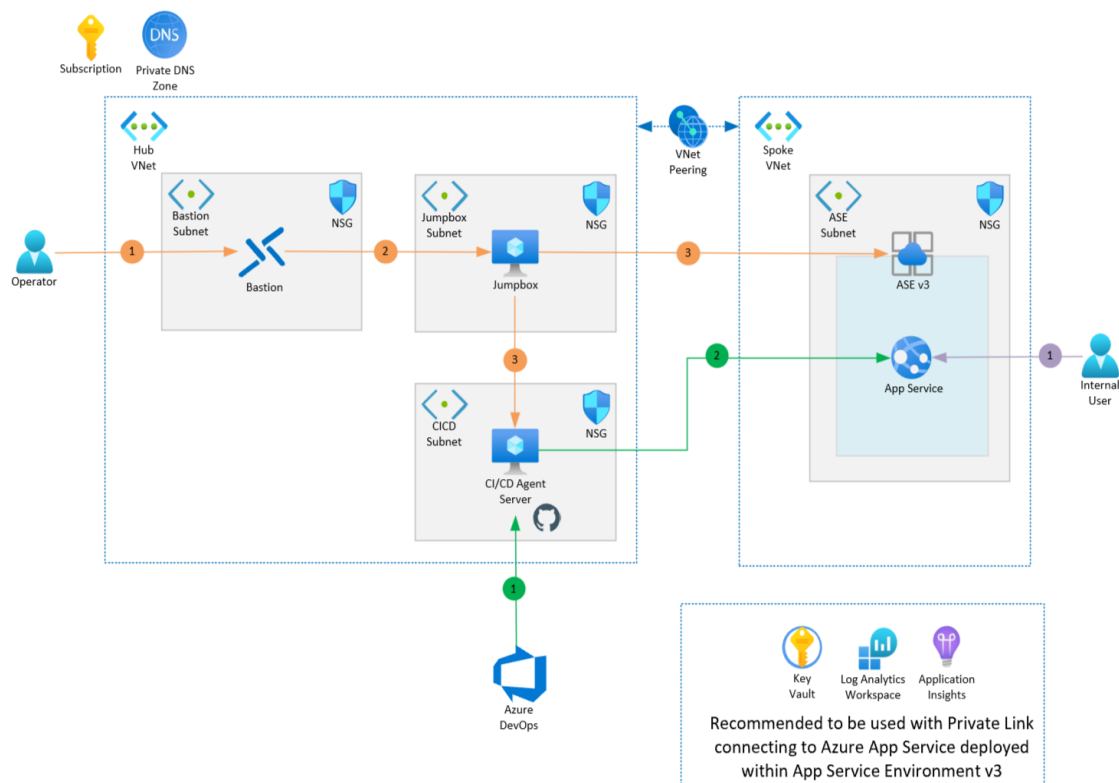 DNS
Subscription
Private DNS
Zone
Hub
VNet
VNet
Peering
Spoke
VNet
Bastion
Subnet
NSG
Jumpbox
Subnet
NSG
ASE
Subnet
NSG
Operator
1
Bastion
2
Jumpbox
3
ASE v3
3
2
App Service
1
Internal
User
CICD
Subnet
NSG
CI/CD Agent
Server
1
Azure
DevOps
Key
Vault
Log Analytics
Workspace
Application
Insights
Recommended to be used with Private Link
connecting to Azure App Service deployed
within App Service Environment v3